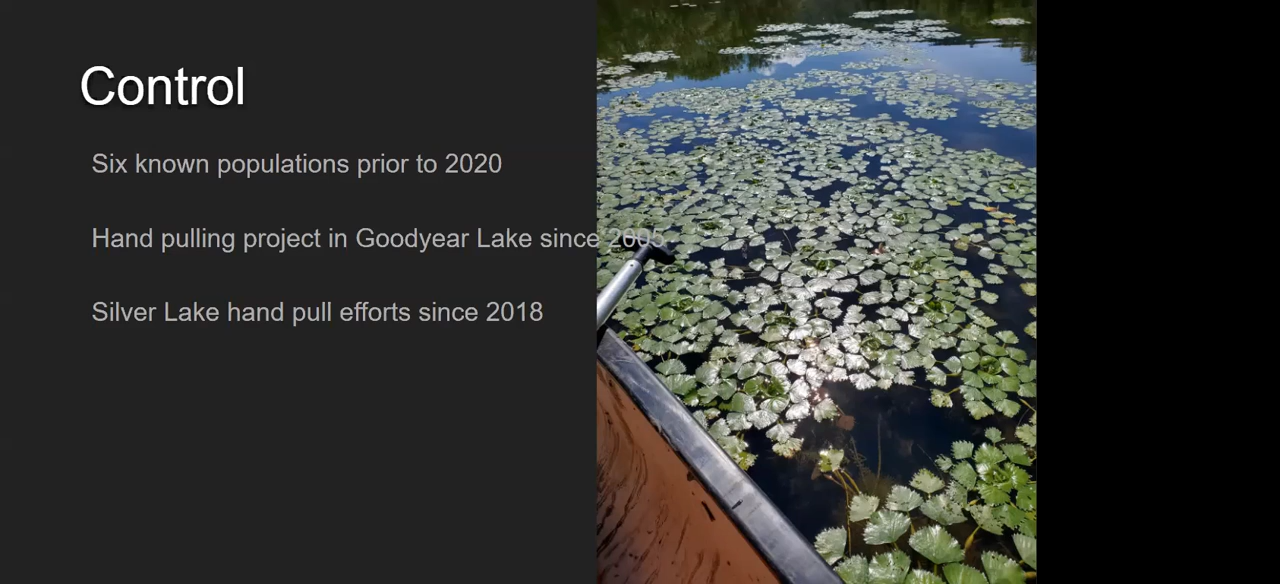 Control
Six known populations prior to 2020
Hand pulling project in Goodyear Lake since 2005
Silver Lake hand pull efforts since 2018